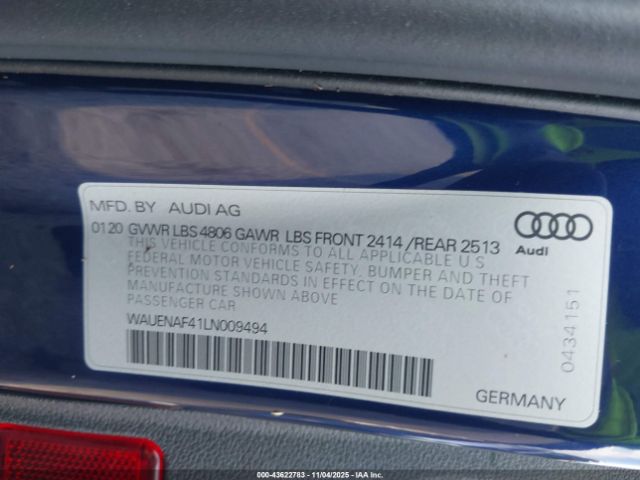 MFD. BY AUDI AG
0120 GVWR LBS 4806 GAWR LBS FRONT 2414 /REAR 2513
THIS VEHICLE CONFORMS TO ALL APPLICABLE U S
FEDERAL MOTOR VEHICLE SAFETY, BUMPER AND THEFT
PREVENTION STANDARDS IN EFFECT ON THE DATE OF
MANUFACTURE SHOWN ABOVE
PASSENGER CAR
WAUENAF41LN009494
Audi
0434151
GERMANY
000-43622783 - 11/04/2025 - IAAI.COM